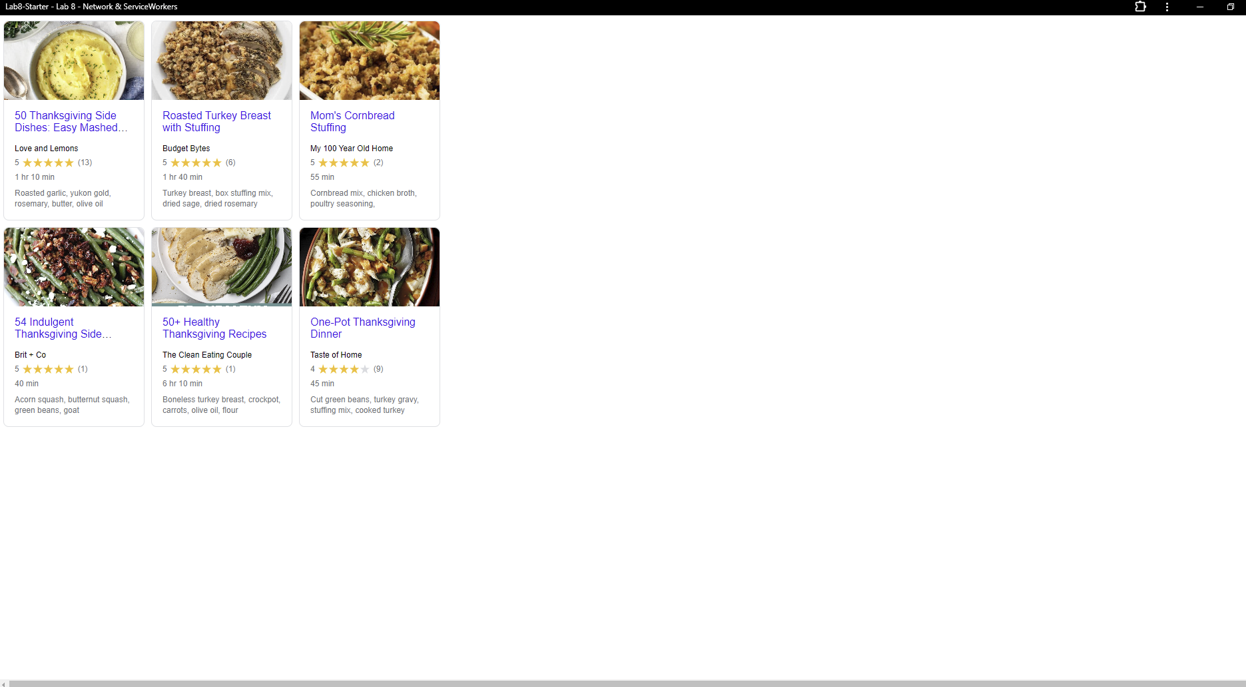 Lab8-Starter - Lab 8 - Network & ServiceWorkers
50 Thanksgiving Side
Dishes: Easy Mashed...
Love and Lemons
5 ★★★★★ (13)
1 hr 10 min
Roasted garlic, yukon gold,
rosemary, butter, olive oil
Roasted Turkey Breast
with Stuffing
Budget Bytes
5 ★★★★★ (6)
1 hr 40 min
Turkey breast, box stuffing mix,
dried sage, dried rosemary
Mom's Cornbread
Stuffing
My 100 Year Old Home
5 ★★★★★ (2)
55 min
Cornbread mix, chicken broth,
poultry seasoning,
54 Indulgent
Thanksgiving Side...
Brit + Co
5 ★★★★★ (1)
40 min
Acorn squash, butternut squash,
green beans, goat
50+ Healthy
Thanksgiving Recipes
The Clean Eating Couple
5 ★★★★★ (1)
6 hr 10 min
Boneless turkey breast, crockpot,
carrots, olive oil, flour
One-Pot Thanksgiving
Dinner
Taste of Home
4 ★★★★★ (9)
45 min
Cut green beans, turkey gravy,
stuffing mix, cooked turkey